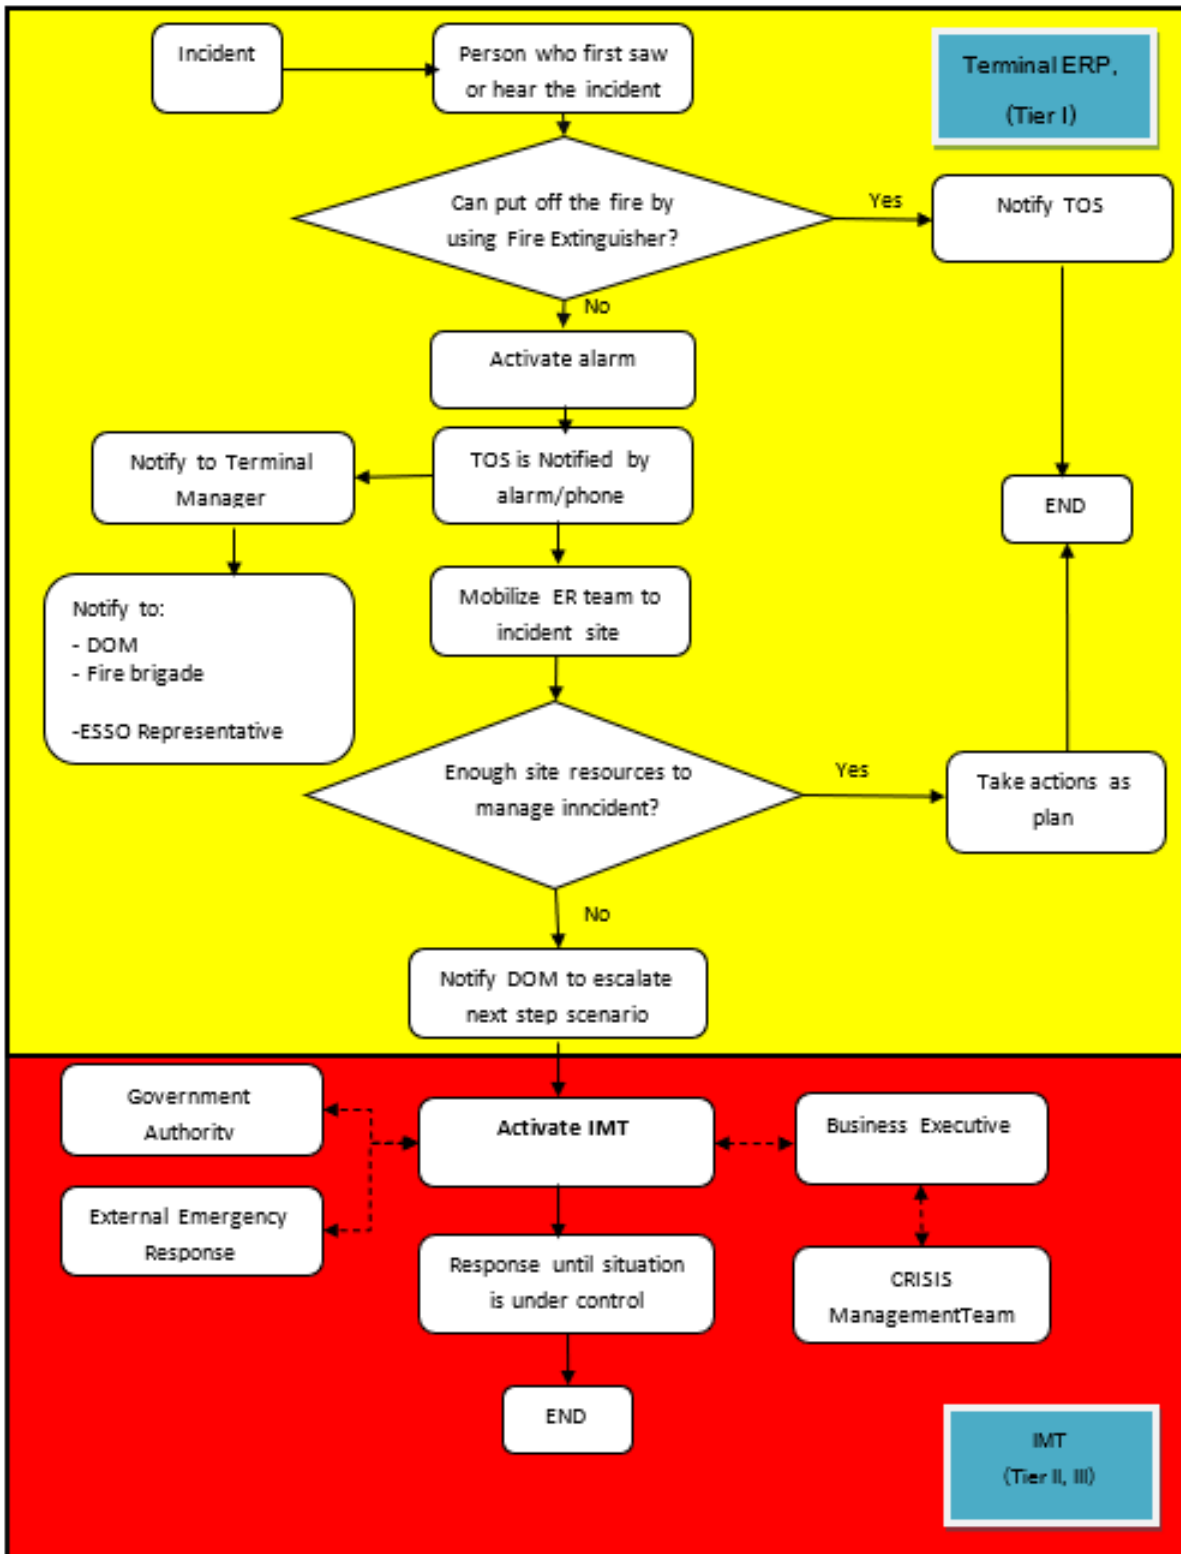 Incident
Person who first saw
or hear the incident
Terminal ERP,
(Tier I)
Can put off the fire by
using Fire Extinguisher?
Yes
Notify TOS
No
Activate alarm
TOS is Notified by
alarm/phone
Notify to Terminal
Manager
END
Notify to:
- DOM
- Fire brigade
-ESSO Representative
Mobilize ER team to
incident site
Enough site resources to
manage inncident?
Yes
Take actions as
plan
No
Notify DOM to escalate
next step scenario
Government
Authority
Activate IMT
Business Executive
External Emergency
Response
Response until situation
is under control
CRISIS
ManagementTeam
END
IMT
(Tier II, III)